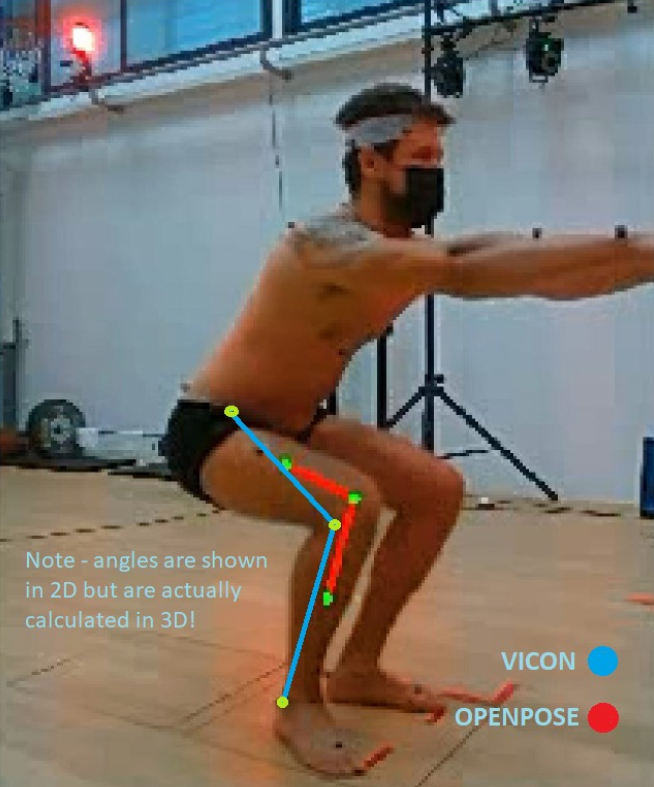 Note - angles are shown
in 2D but are actually
calculated in 3D!
VICON
OPENPOSE